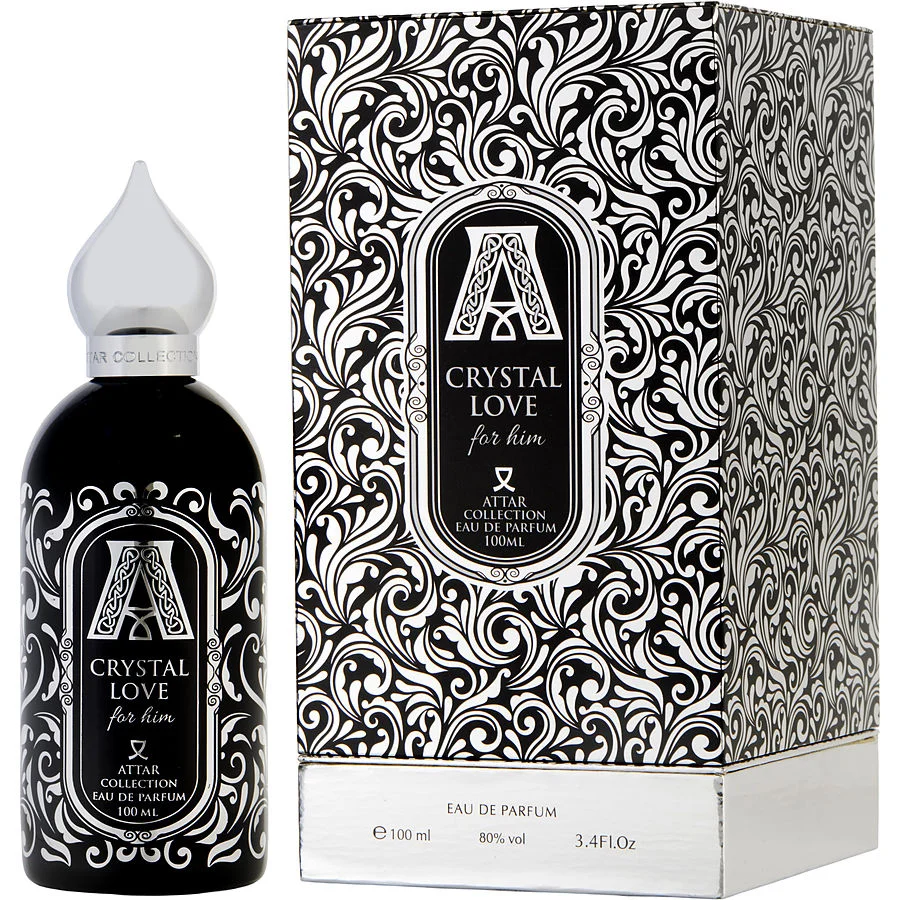 TAR COLLECTION
A
CRYSTAL
LOVE
for him
ATTAR
COLLECTION
EAU DE PARFUM
100 ML
A
CRYSTAL
LOVE
for him
ATTAR
COLLECTION
EAU DE PARFUM
100ML
EAU DE PARFUM
℮ 100 ml 80% vol 3.4Fl.Oz